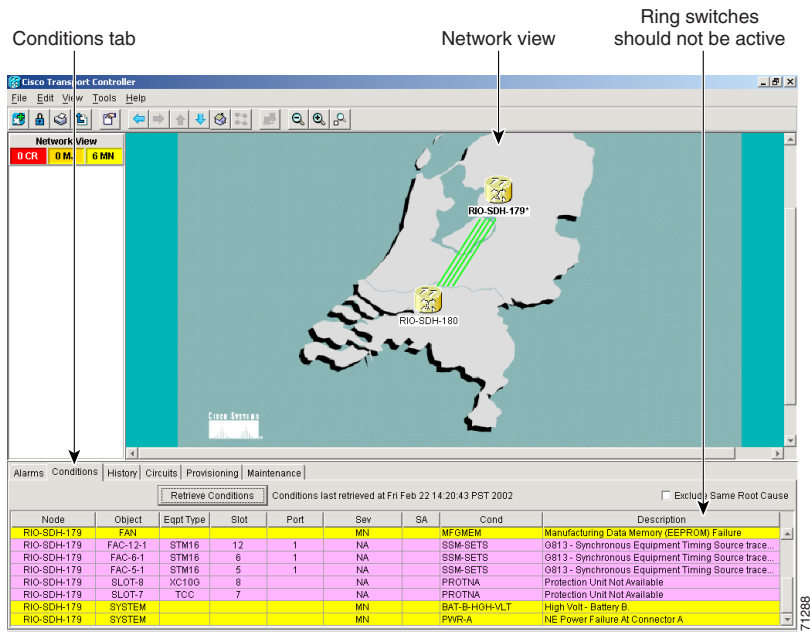 Conditions tab
Network view
Ring switches
should not be active
Cisco Transport Controller
File Edit View Tools Help
Network View
0 CR 0 M. 6 MN
RIO-SDH-179*
RIO-SDH-180
CISCO SYSTEMS
Alarms Conditions History Circuits Provisioning Maintenance
Retrieve Conditions Conditions last retrieved at Fri Feb 22 14:20:43 PST 2002 Exclude Same Root Cause
Node Object Eqpt Type Slot Port Sev SA Cond Description
RIO-SDH-179 FAN MN MFGMEM Manufacturing Data Memory (EEPROM) Failure
RIO-SDH-179 FAC-12-1 STM16 12 1 NA SSM-SETS G813 - Synchronous Equipment Timing Source trace...
RIO-SDH-179 FAC-6-1 STM16 6 1 NA SSM-SETS G813 - Synchronous Equipment Timing Source trace...
RIO-SDH-179 FAC-5-1 STM16 5 1 NA SSM-SETS G813 - Synchronous Equipment Timing Source trace...
RIO-SDH-179 SLOT-8 XC10G 8 NA PROTNA Protection Unit Not Available
RIO-SDH-179 SLOT-7 TCC 7 NA PROTNA Protection Unit Not Available
RIO-SDH-179 SYSTEM MN BAT-B-HGH-VLT High Volt - Battery B.
RIO-SDH-179 SYSTEM MN PWR-A NE Power Failure At Connector A
71288